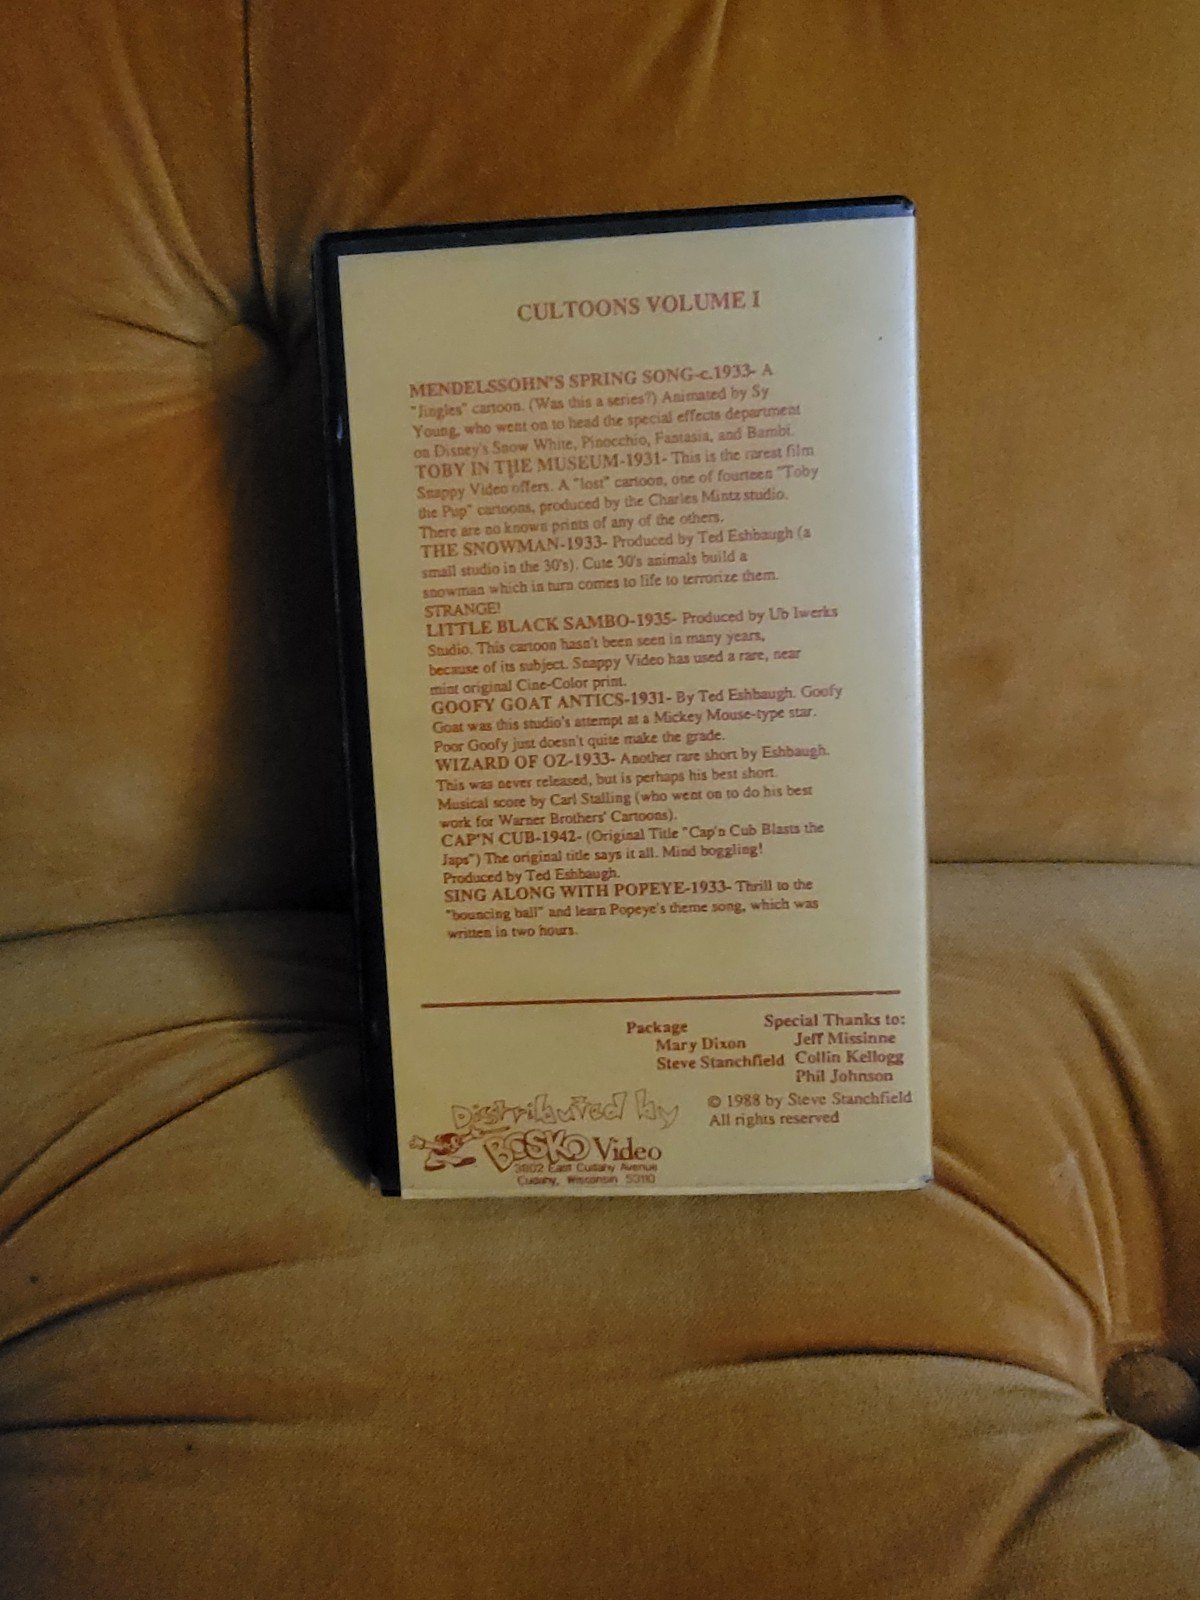 CULTOONS VOLUME I
MENDELSSOHN'S SPRING SONG-c.1933- A
"Jingles" cartoon. (Was this a series?) Animated by Sy
Young, who went on to head the special effects department
on Disney's Snow White, Pinocchio, Fantasia, and Bambi.
TOBY IN THE MUSEUM-1931- This is the rarest film
Snappy Video offers. A "lost" cartoon, one of fourteen "Toby
the Pup" cartoons, produced by the Charles Mintz studio.
There are no known prints of any of the others.
THE SNOWMAN-1933- Produced by Ted Eshbaugh (a
small studio in the 30's). Cute 30's animals build a
snowman which in turn comes to life to terrorize them.
STRANGE!
LITTLE BLACK SAMBO-1935- Produced by Ub Iwerks
Studio. This cartoon hasn't been seen in many years,
because of its subject. Snappy Video has used a rare, near
mint original Cine-Color print.
GOOFY GOAT ANTICS-1931- By Ted Eshbaugh. Goofy
Goat was this studio's attempt at a Mickey Mouse-type star.
Poor Goofy just doesn't quite make the grade.
WIZARD OF OZ-1933- Another rare short by Eshbaugh.
This was never released, but is perhaps his best short.
Musical score by Carl Stalling (who went on to do his best
work for Warner Brothers' Cartoons).
CAP'N CUB-1942- (Original Title "Cap'n Cub Blasts the
Japs") The original title says it all. Mind boggling!
Produced by Ted Eshbaugh.
SING ALONG WITH POPEYE-1933- Thrill to the
"bouncing ball" and learn Popeye's theme song, which was
written in two hours.
Package
Mary Dixon
Steve Stanchfield
Special Thanks to:
Jeff Missinne
Collin Kellogg
Phil Johnson
© 1988 by Steve Stanchfield
All rights reserved
Distributed by
BOSKO Video
3802 East Cudahy Avenue
Cudahy, Wisconsin 53110